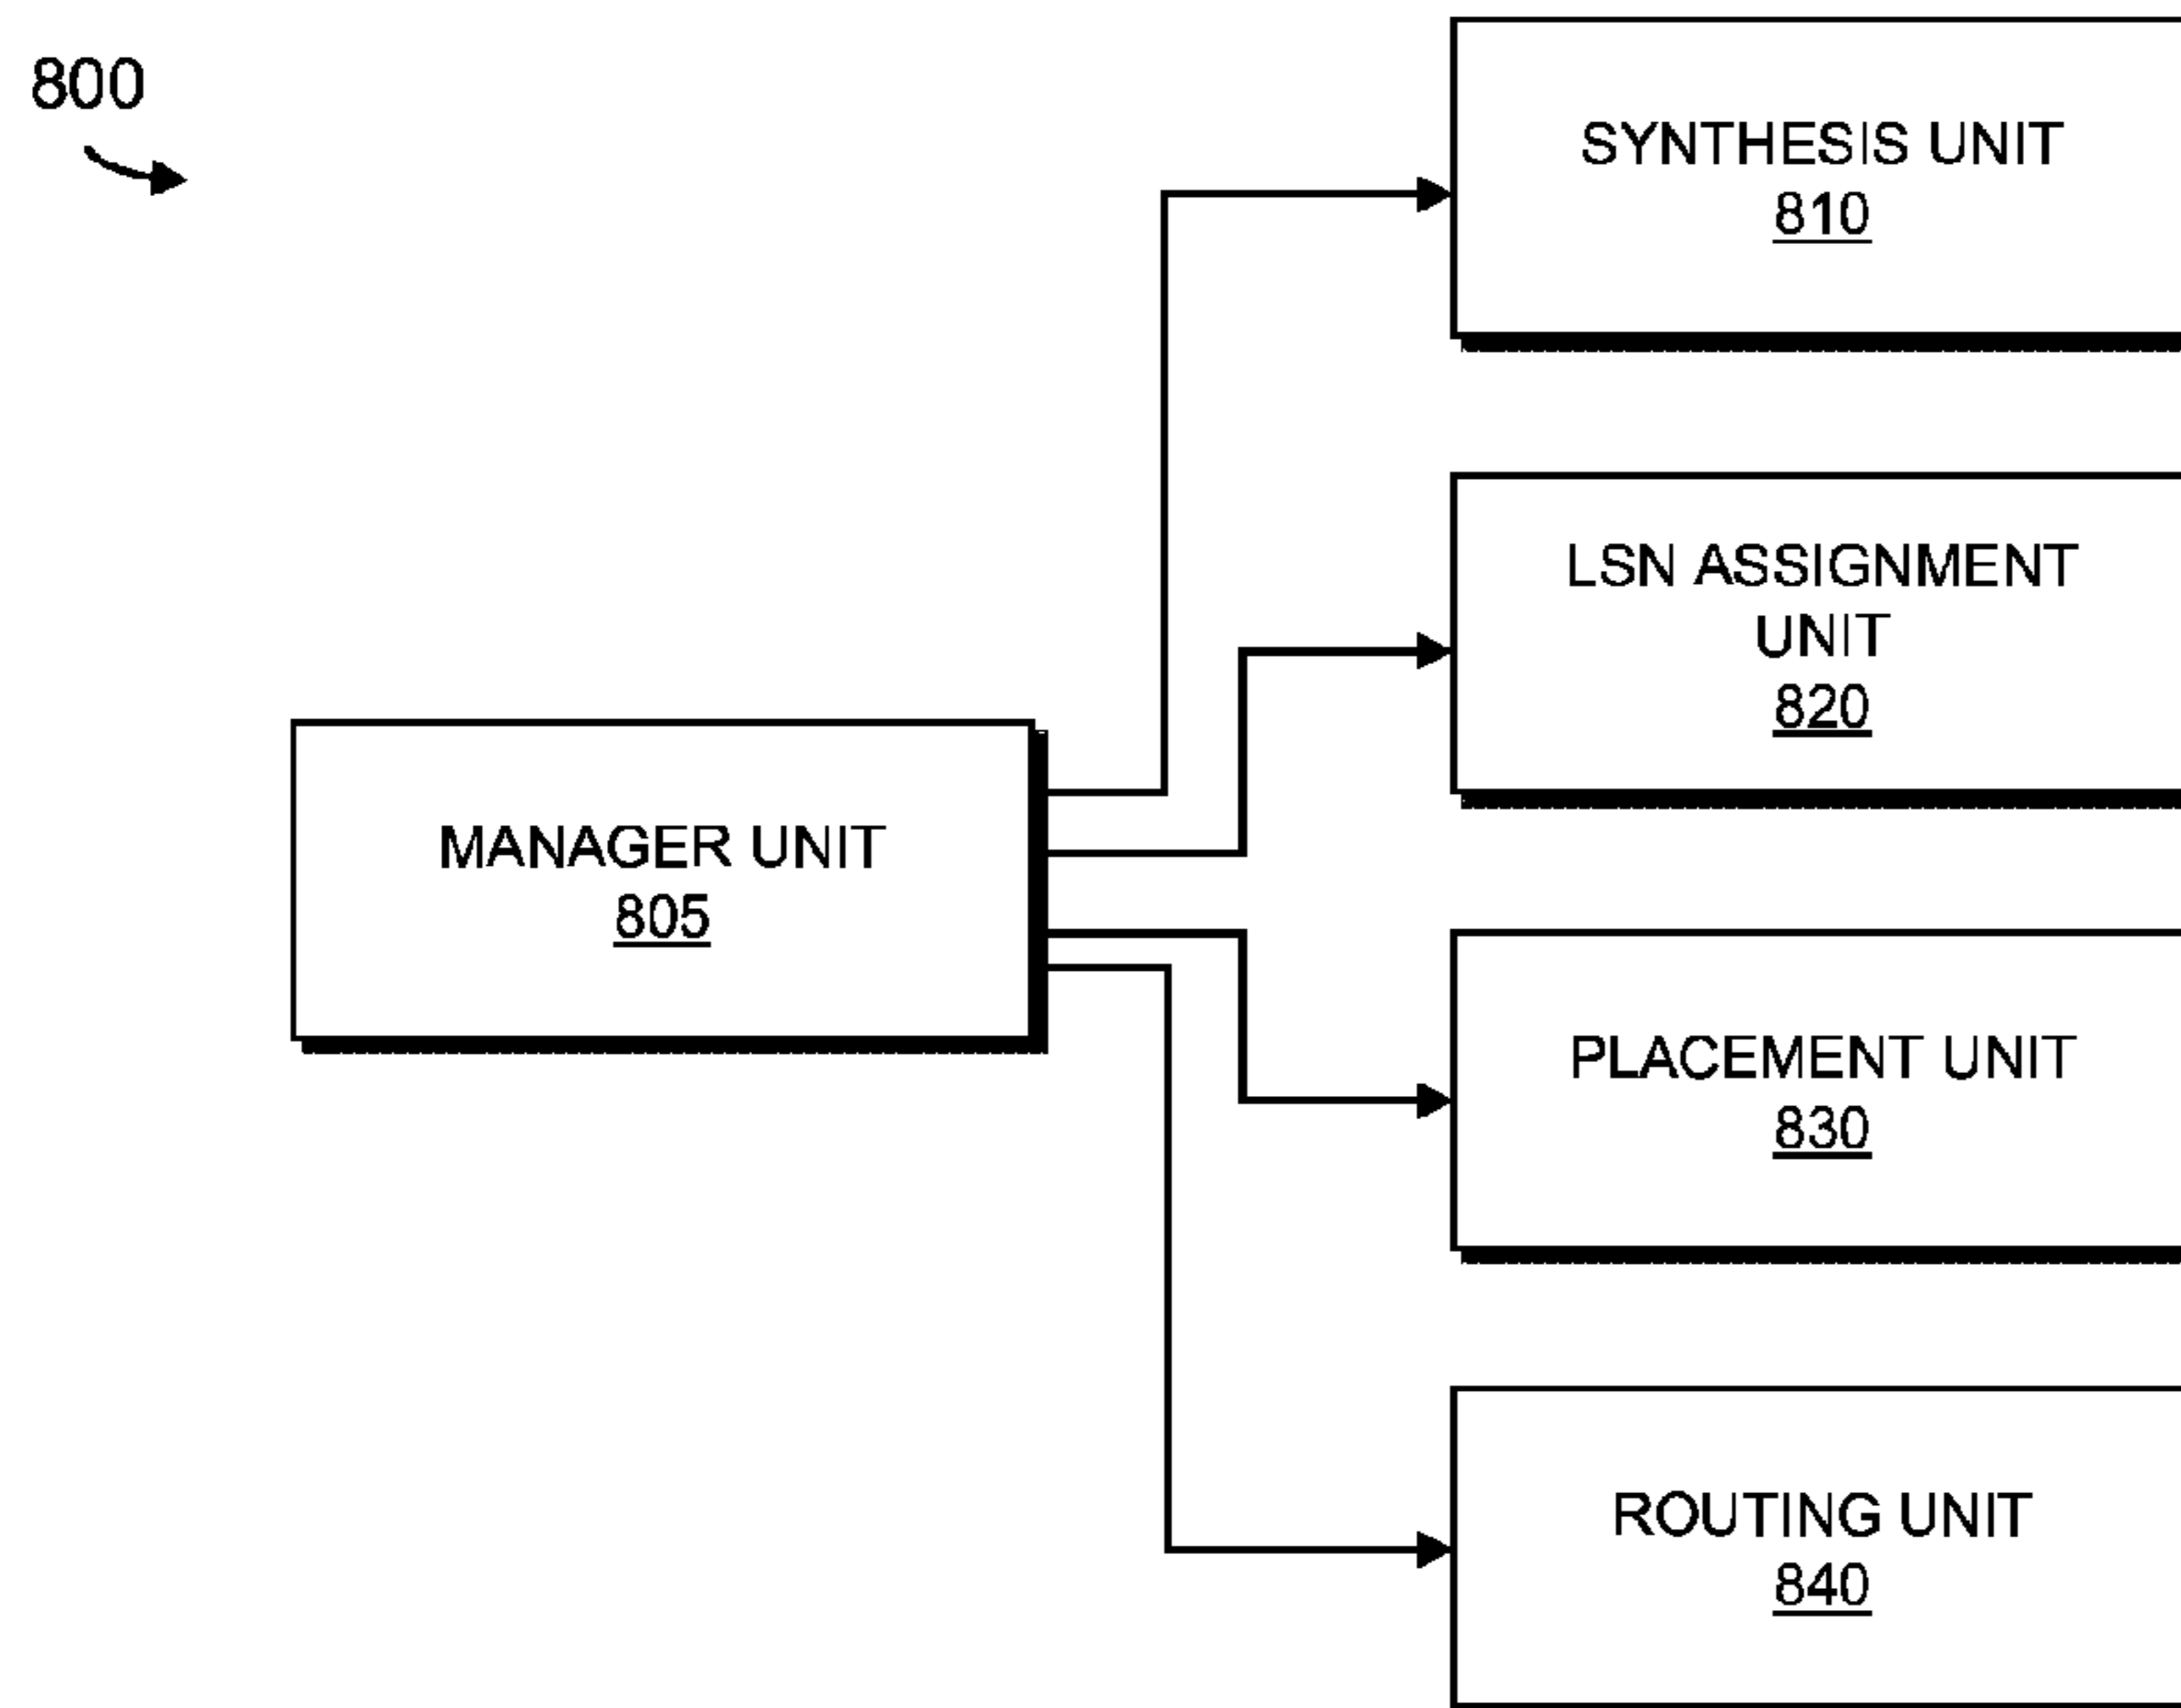 800
SYNTHESIS UNIT
810
LSN ASSIGNMENT
UNIT
820
MANAGER UNIT
805
PLACEMENT UNIT
830
ROUTING UNIT
840